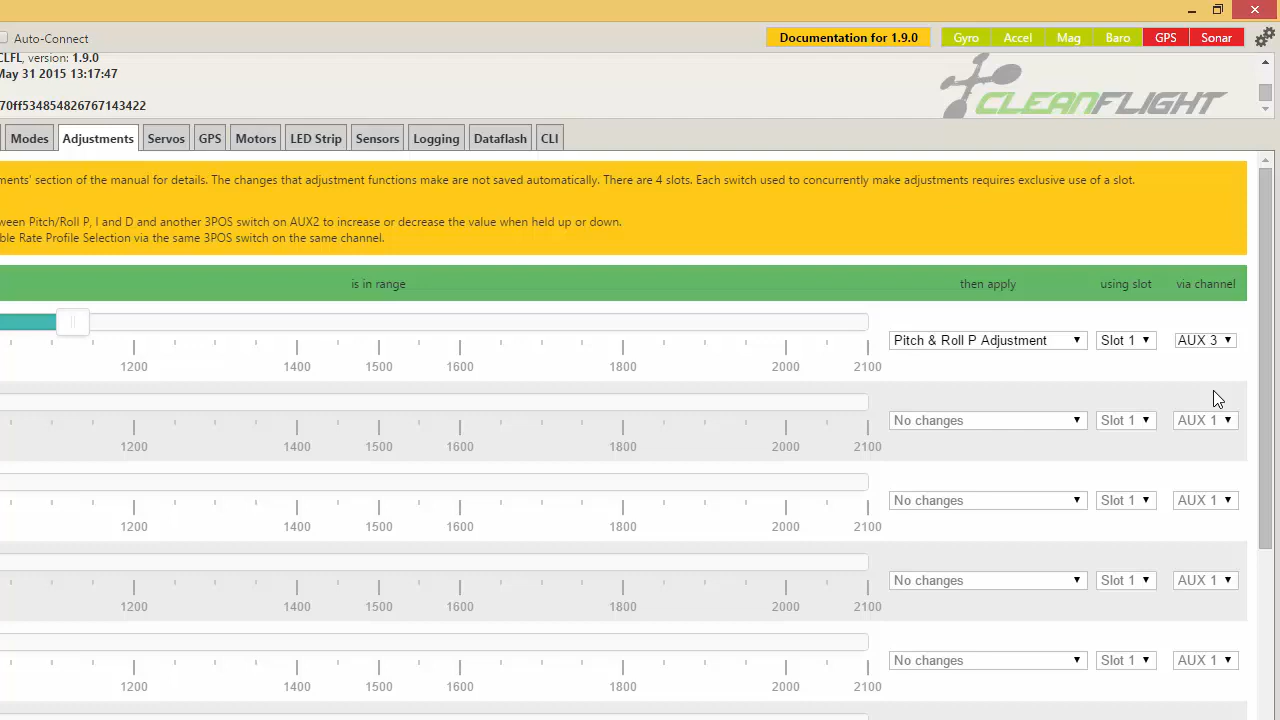 Auto-Connect
Documentation for 1.9.0
Gyro Accel Mag Baro GPS Sonar
CLFL, version: 1.9.0
May 31 2015 13:17:47
70ff534854826767143422
CLEANFLIGHT
Modes Adjustments Servos GPS Motors LED Strip Sensors Logging Dataflash CLI
ments' section of the manual for details. The changes that adjustment functions make are not saved automatically. There are 4 slots. Each switch used to concurrently make adjustments requires exclusive use of a slot.
ween Pitch/Roll P, I and D and another 3POS switch on AUX2 to increase or decrease the value when held up or down.
ble Rate Profile Selection via the same 3POS switch on the same channel.
is in range then apply using slot via channel
Pitch & Roll P Adjustment Slot 1 AUX 3
1200 1400 1500 1600 1800 2000 2100
No changes Slot 1 AUX 1
1200 1400 1500 1600 1800 2000 2100
No changes Slot 1 AUX 1
1200 1400 1500 1600 1800 2000 2100
No changes Slot 1 AUX 1
1200 1400 1500 1600 1800 2000 2100
No changes Slot 1 AUX 1
1200 1400 1500 1600 1800 2000 2100